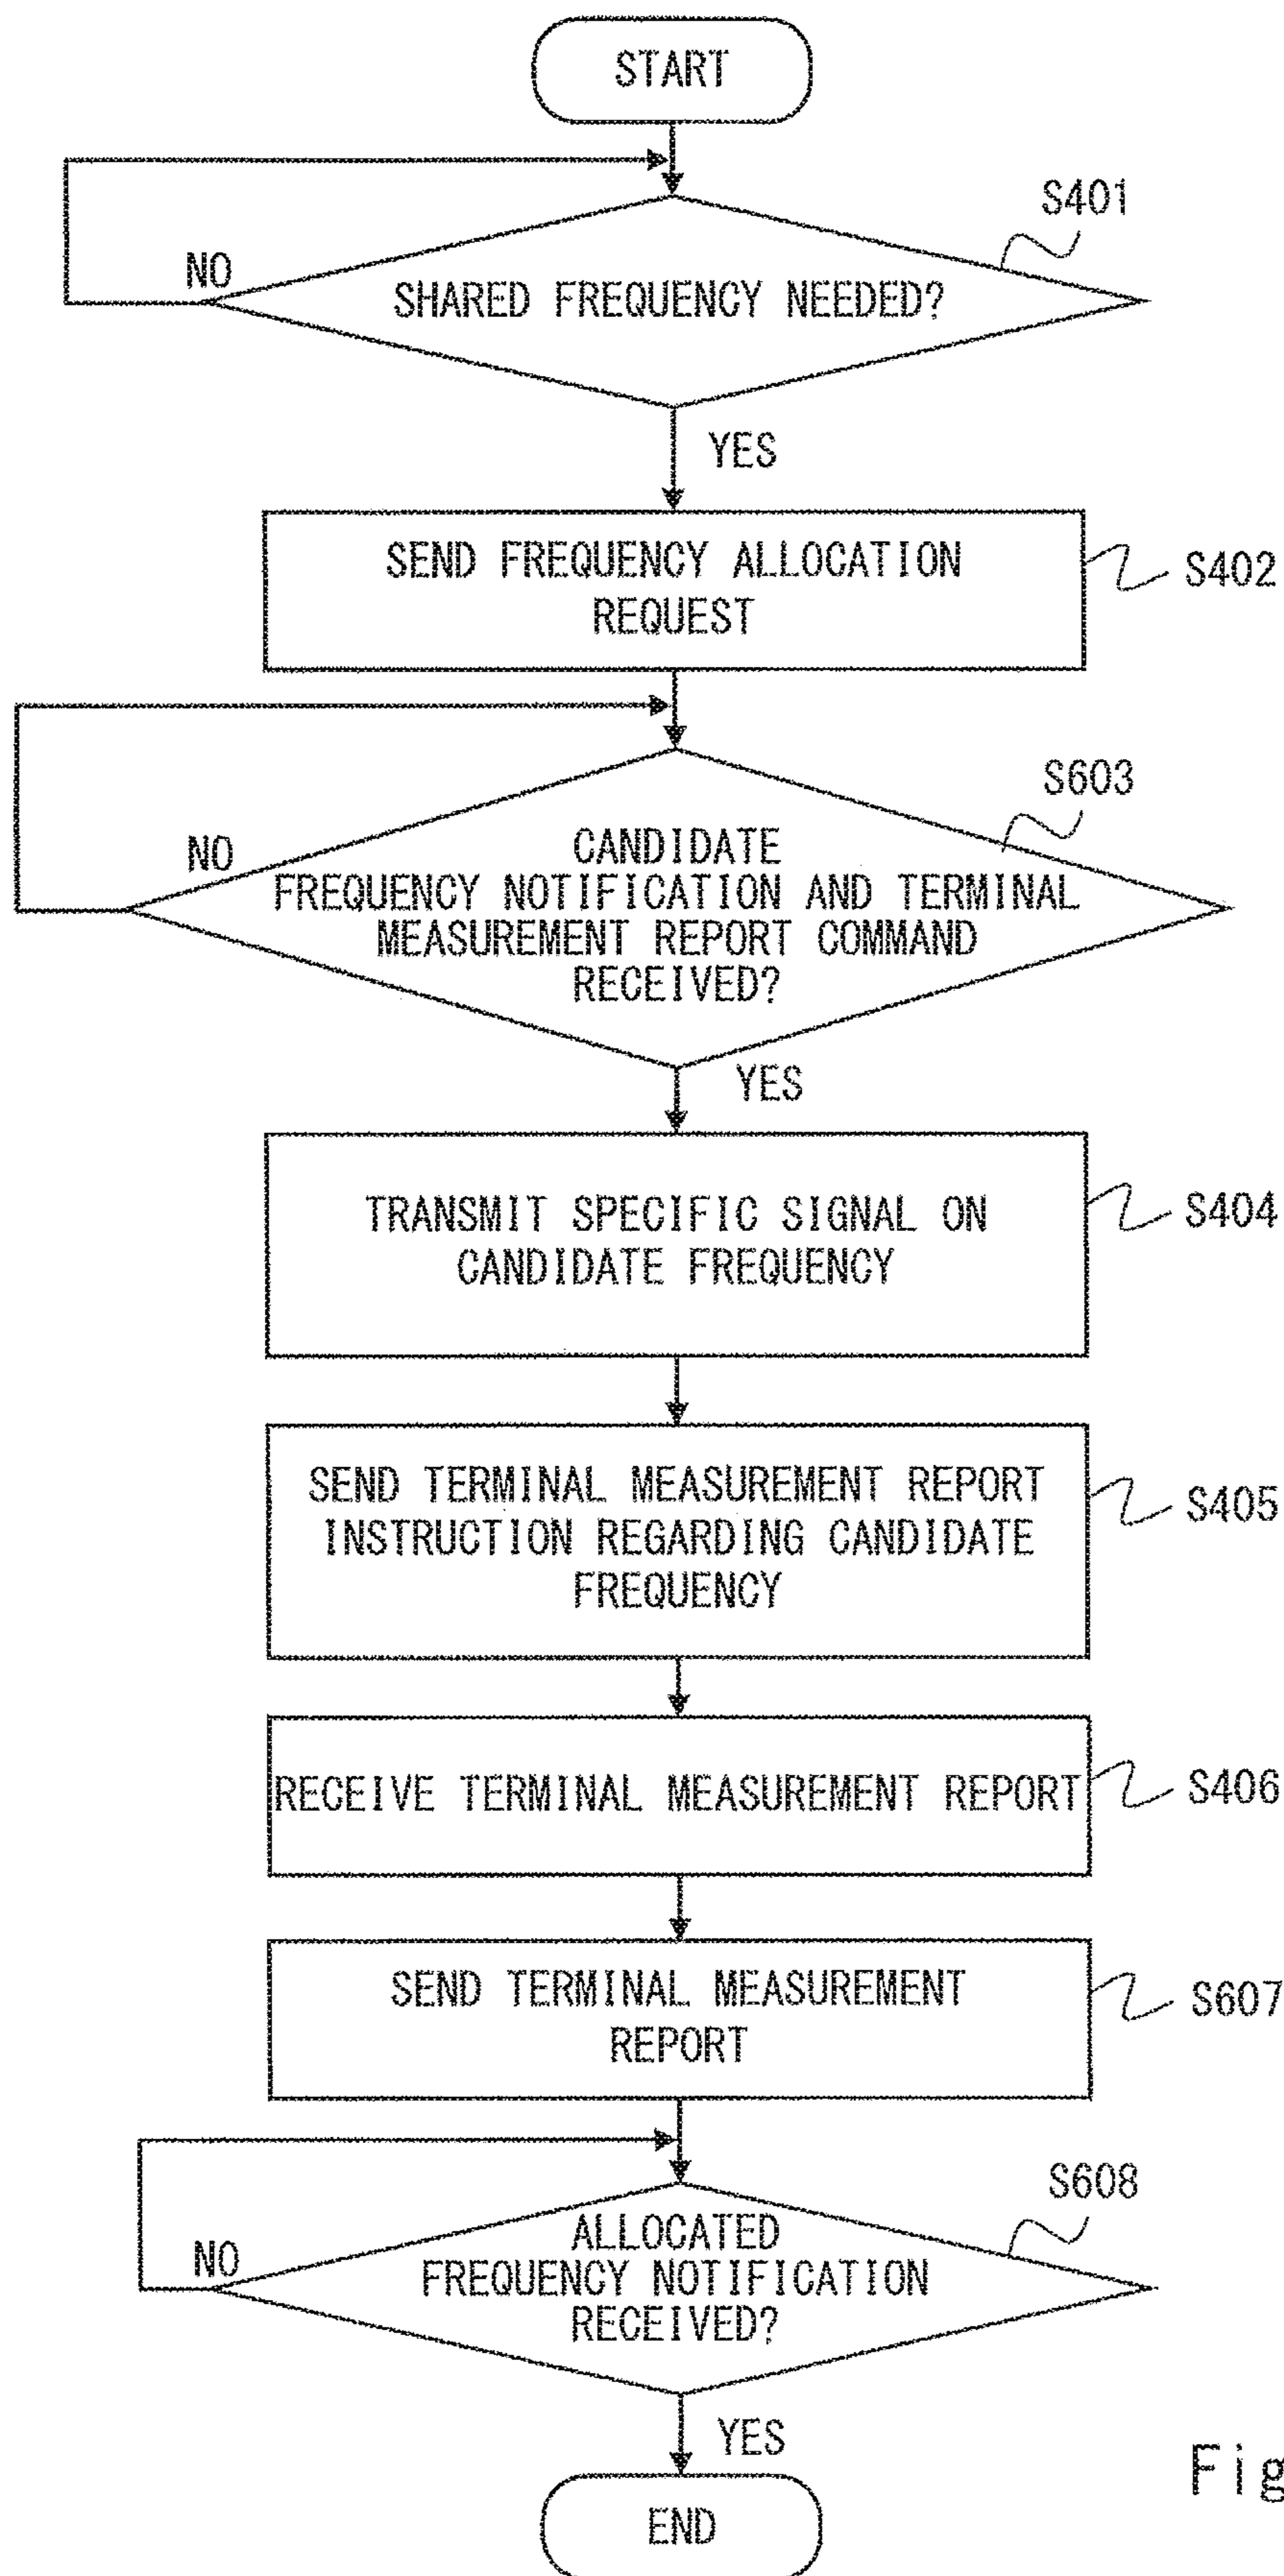 START
S401
NO
SHARED FREQUENCY NEEDED?
YES
SEND FREQUENCY ALLOCATION
REQUEST
S402
S603
NO
CANDIDATE
FREQUENCY NOTIFICATION AND TERMINAL
MEASUREMENT REPORT COMMAND
RECEIVED?
YES
TRANSMIT SPECIFIC SIGNAL ON
CANDIDATE FREQUENCY
S404
SEND TERMINAL MEASUREMENT REPORT
INSTRUCTION REGARDING CANDIDATE
FREQUENCY
S405
RECEIVE TERMINAL MEASUREMENT REPORT
S406
SEND TERMINAL MEASUREMENT
REPORT
S607
S608
NO
ALLOCATED
FREQUENCY NOTIFICATION
RECEIVED?
YES
Fig
END